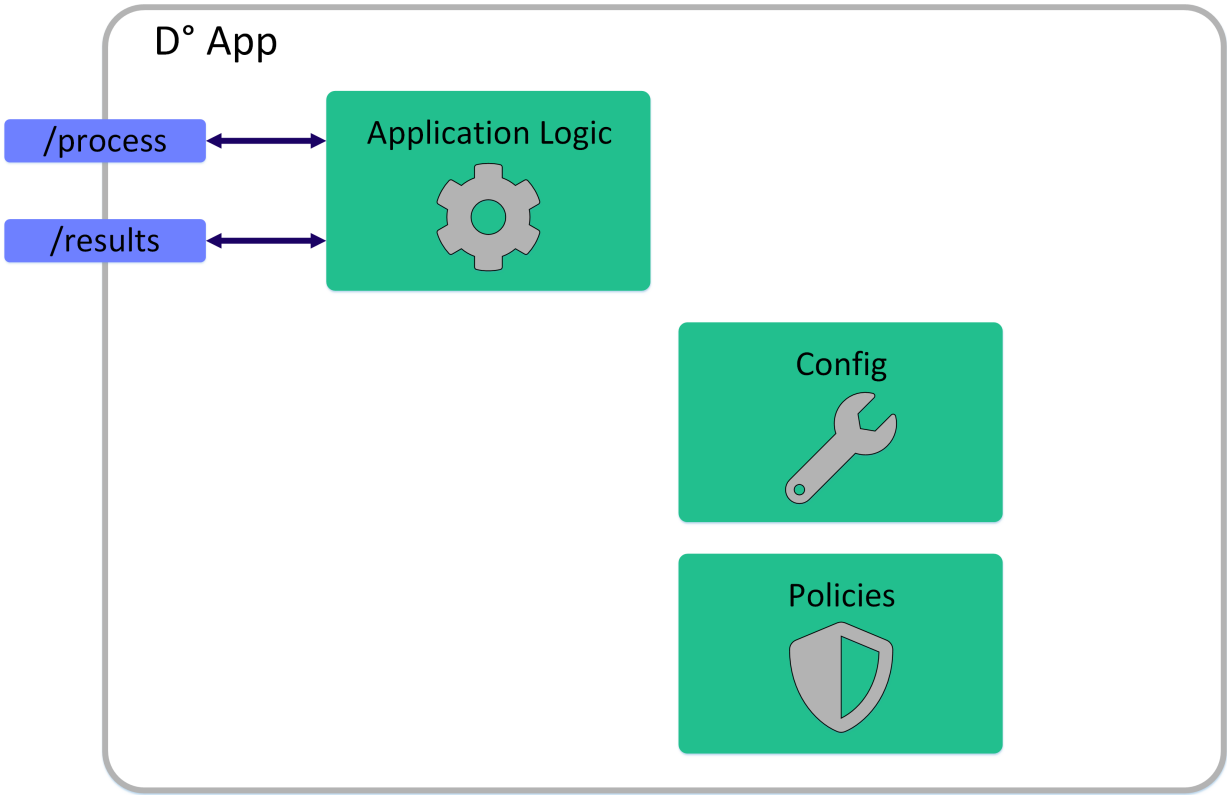 D° App
/process
Application Logic
/results
Config
Policies